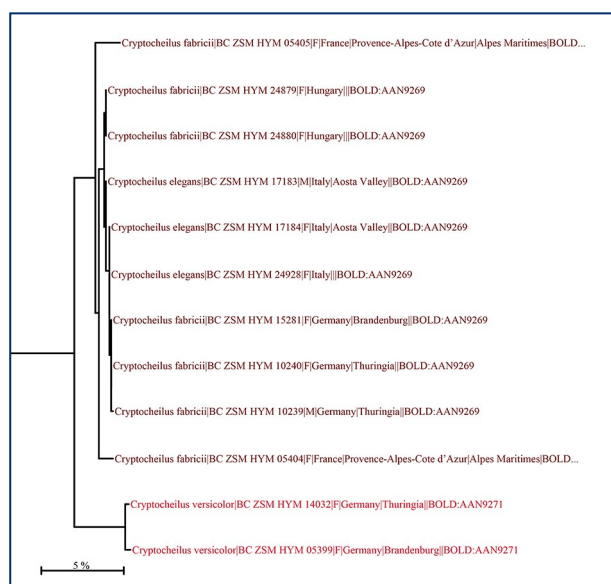 Cryptocheilus fabricii|BC ZSM HYM 05405|F|France|Provence-Alpes-Cote d'Azur|Alpes Maritimes|BOLD...
Cryptocheilus fabricii|BC ZSM HYM 24879|F|Hungary|||BOLD:AAN9269
Cryptocheilus fabricii|BC ZSM HYM 24880|F|Hungary|||BOLD:AAN9269
Cryptocheilus elegans|BC ZSM HYM 17183|M|Italy|Aosta Valley||BOLD:AAN9269
Cryptocheilus elegans|BC ZSM HYM 17184|F|Italy|Aosta Valley||BOLD:AAN9269
Cryptocheilus elegans|BC ZSM HYM 24928|F|Italy|||BOLD:AAN9269
Cryptocheilus fabricii|BC ZSM HYM 15281|F|Germany|Brandenburg||BOLD:AAN9269
Cryptocheilus fabricii|BC ZSM HYM 10240|F|Germany|Thuringia||BOLD:AAN9269
Cryptocheilus fabricii|BC ZSM HYM 10239|M|Germany|Thuringia||BOLD:AAN9269
Cryptocheilus fabricii|BC ZSM HYM 05404|F|France|Provence-Alpes-Cote d'Azur|Alpes Maritimes|BOLD...
Cryptocheilus versicolor|BC ZSM HYM 14032|F|Germany|Thuringia||BOLD:AAN9271
Cryptocheilus versicolor|BC ZSM HYM 05399|F|Germany|Brandenburg||BOLD:AAN9271
5 %